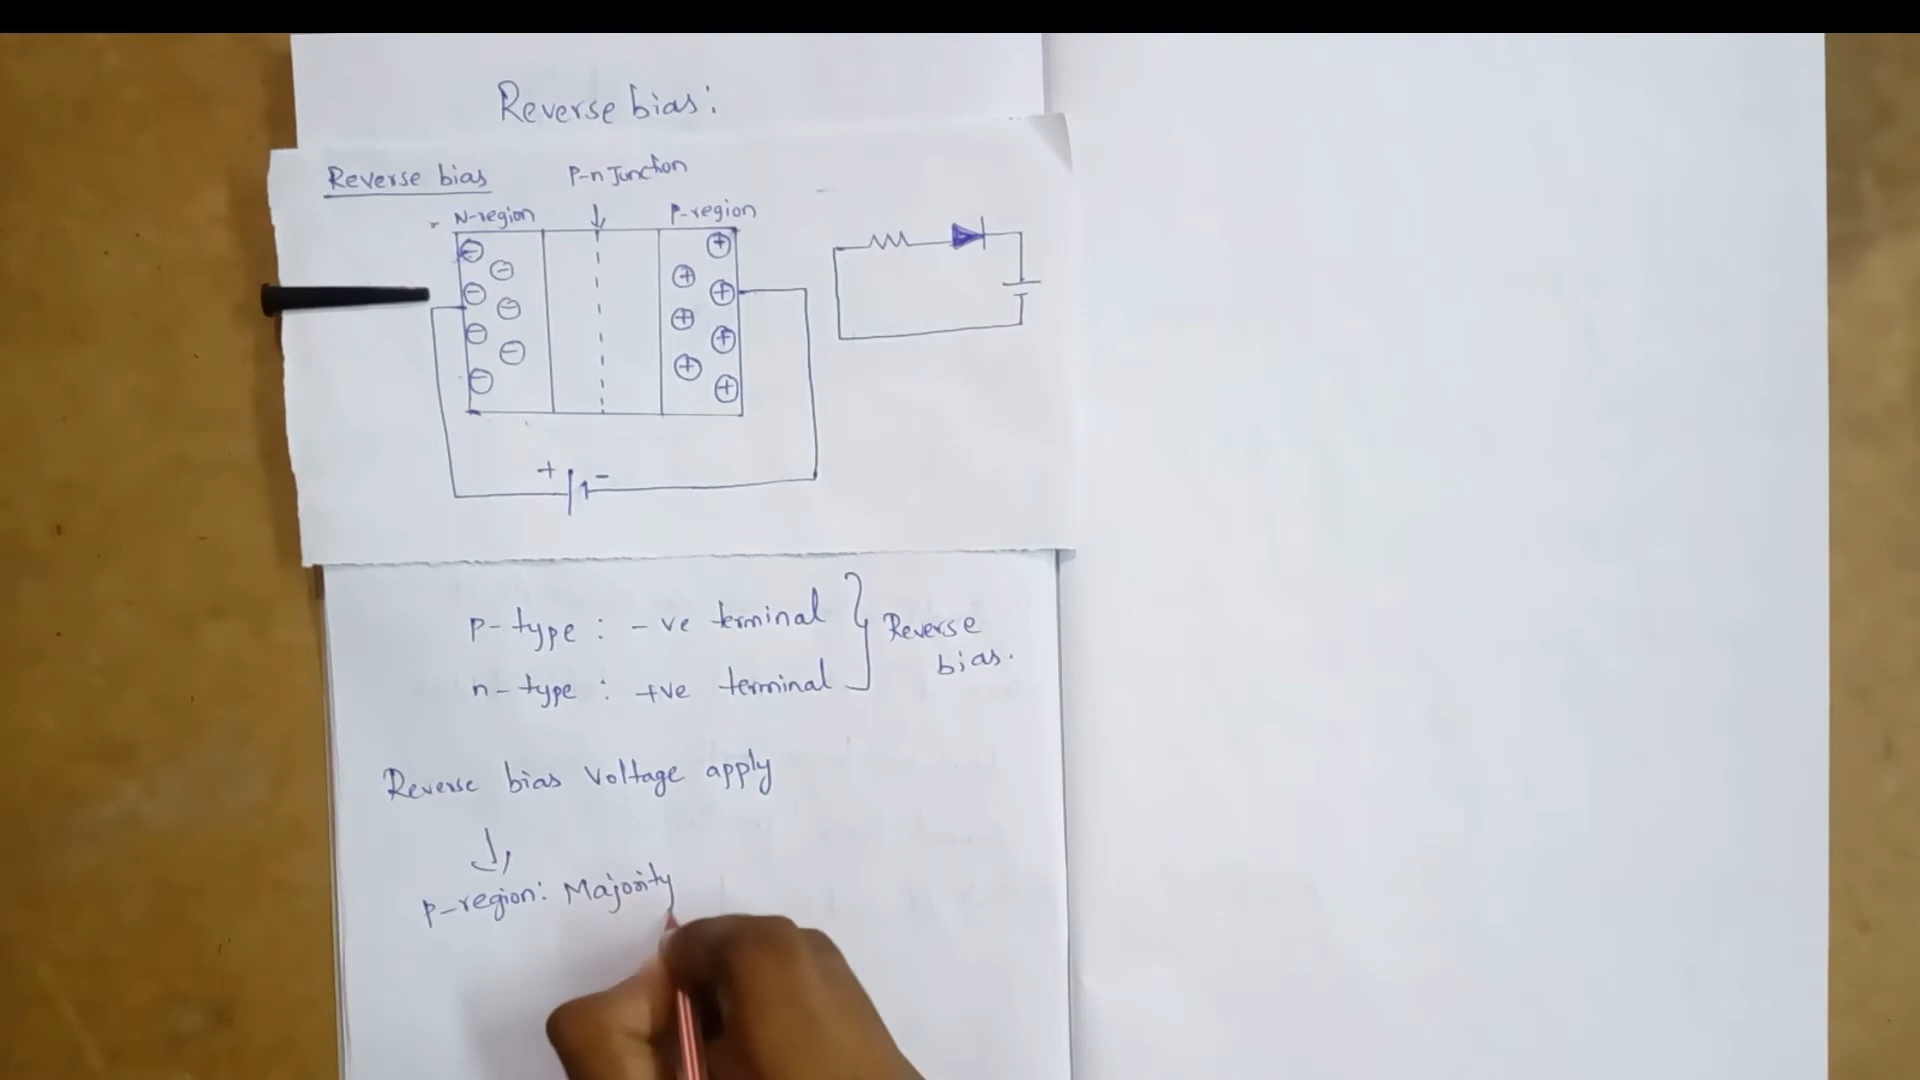 Reverse bias:
Reverse bias
P-n Junction
N-region
P-region
+ -
p-type : -ve terminal
n-type : +ve terminal
Reverse
bias.
Reverse bias voltage apply
p-region: Majority